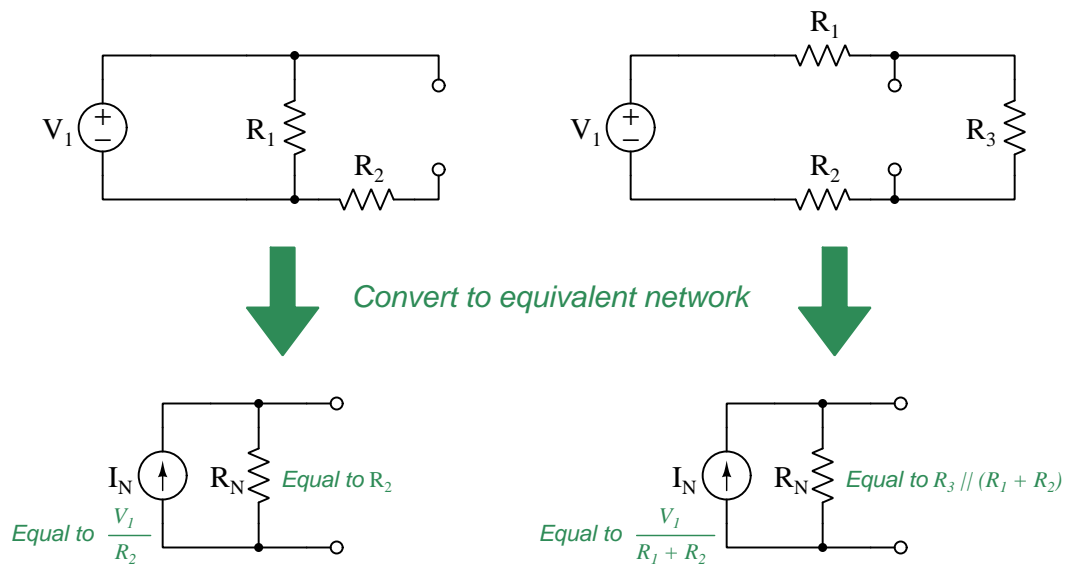 R1
V1
+
−
R1
R2
R1
V1
+
−
R2
R3
Convert to equivalent network
IN
RN
Equal to R2
Equal to V1
R2
IN
RN
Equal to R3 // (R1 + R2)
Equal to V1
R1 + R2